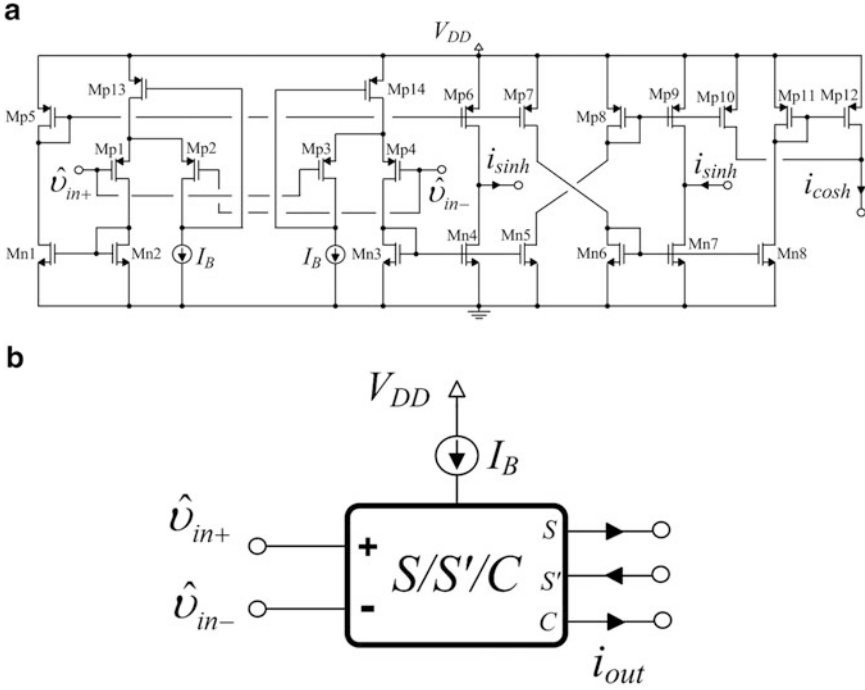 a
V_DD
Mp13 Mp14
Mp5 Mp6 Mp7 Mp8 Mp9 Mp10 Mp11 Mp12
Mp1 Mp2 Mp3 Mp4
υ̂_in+ υ̂_in− i_sinh i_sinh i_cosh
Mn1 Mn2 I_B I_B Mn3 Mn4 Mn5 Mn6 Mn7 Mn8
b
V_DD
I_B
υ̂_in+ + S
S/S'/C S'
υ̂_in− - C
i_out